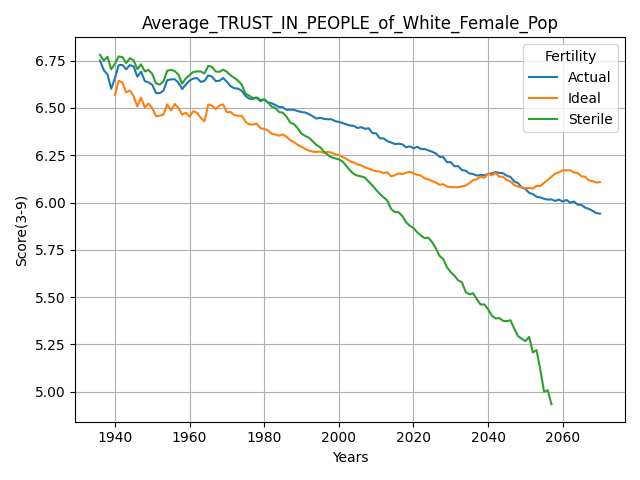 Average_TRUST_IN_PEOPLE_of_White_Female_Pop
Fertility
Actual
Ideal
Sterile
Score(3-9)
6.75
6.50
6.25
6.00
5.75
5.50
5.25
5.00
1940 1960 1980 2000 2020 2040 2060
Years